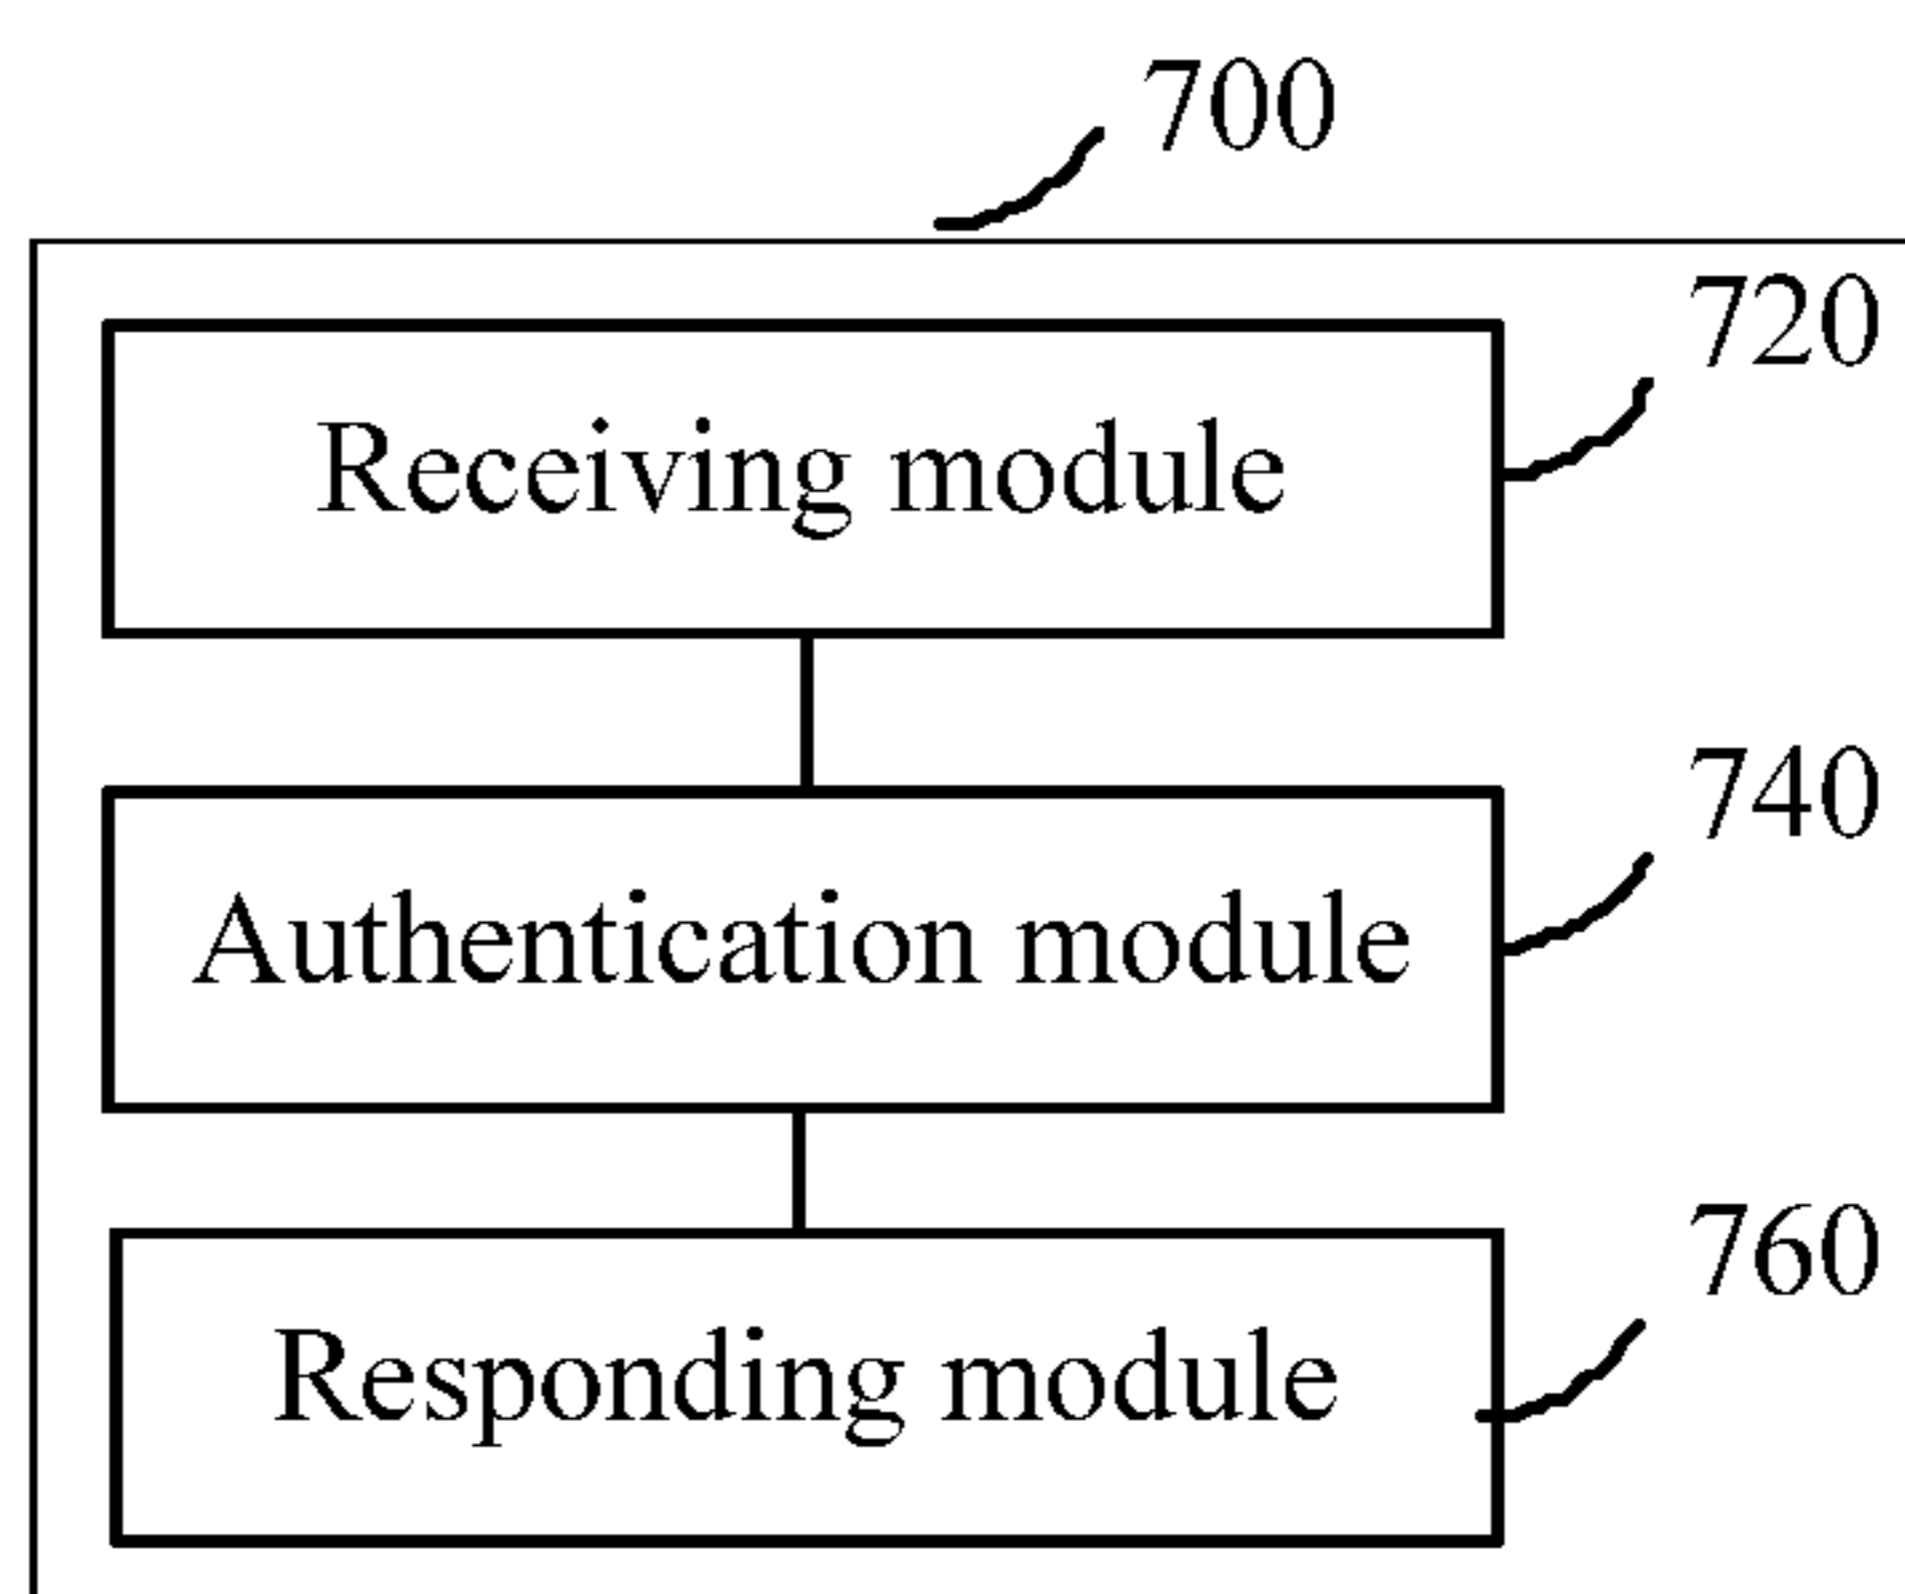 700
720
Receiving module
740
Authentication module
760
Responding module